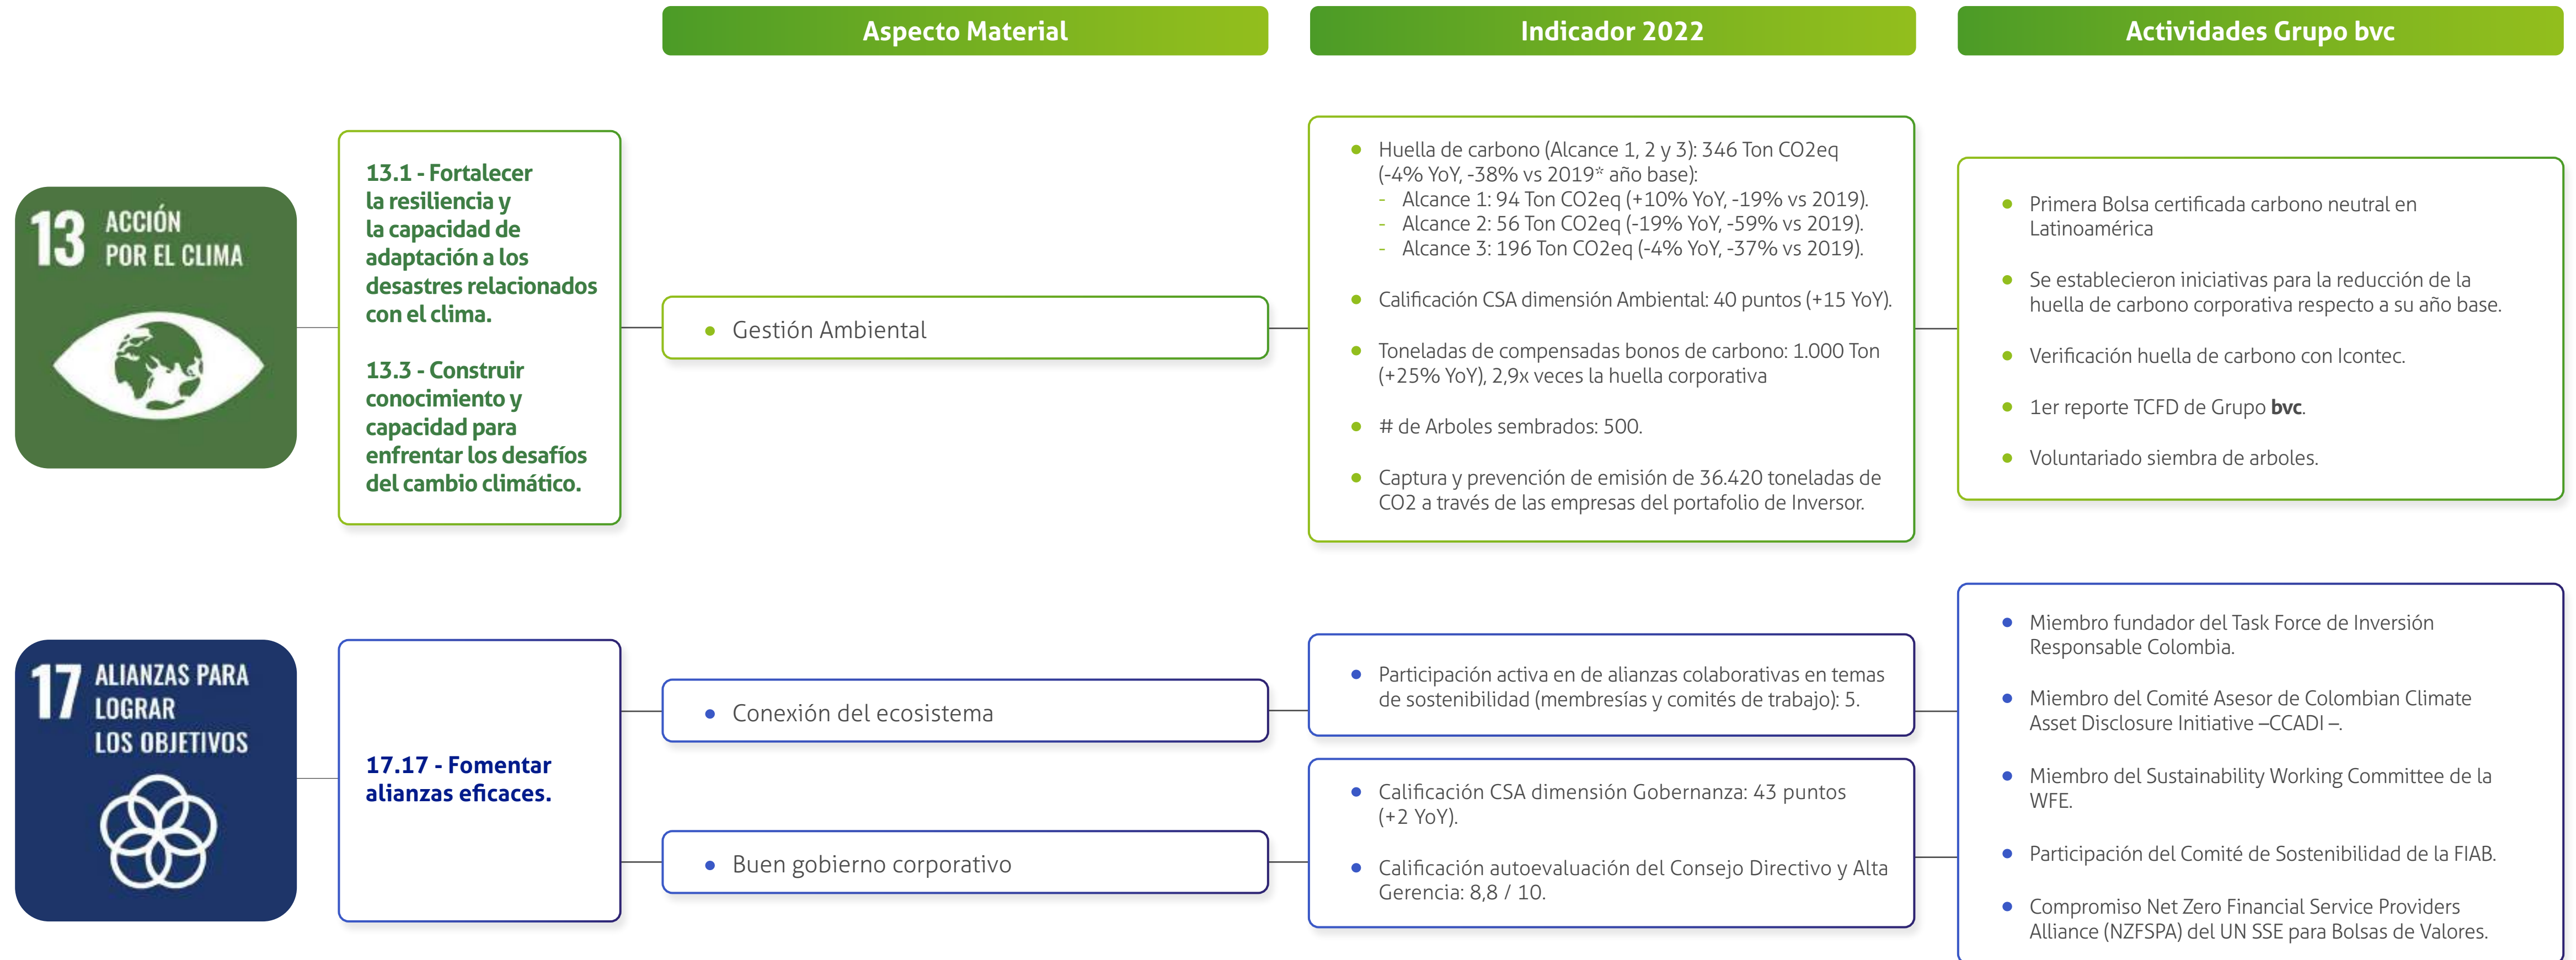 Aspecto Material
Indicador 2022
Actividades Grupo bvc
13 ACCIÓN
POR EL CLIMA
13.1 - Fortalecer
la resiliencia y
la capacidad de
adaptación a los
desastres relacionados
con el clima.
13.3 - Construir
conocimiento y
capacidad para
enfrentar los desafíos
del cambio climático.
• Gestión Ambiental
• Huella de carbono (Alcance 1, 2 y 3): 346 Ton CO2eq
(-4% YoY, -38% vs 2019* año base):
- Alcance 1: 94 Ton CO2eq (+10% YoY, -19% vs 2019).
- Alcance 2: 56 Ton CO2eq (-19% YoY, -59% vs 2019).
- Alcance 3: 196 Ton CO2eq (-4% YoY, -37% vs 2019).
• Calificación CSA dimensión Ambiental: 40 puntos (+15 YoY).
• Toneladas de compensadas bonos de carbono: 1.000 Ton
(+25% YoY), 2,9x veces la huella corporativa
• # de Arboles sembrados: 500.
• Captura y prevención de emisión de 36.420 toneladas de
CO2 a través de las empresas del portafolio de Inversor.
• Primera Bolsa certificada carbono neutral en
Latinoamérica
• Se establecieron iniciativas para la reducción de la
huella de carbono corporativa respecto a su año base.
• Verificación huella de carbono con Icontec.
• 1er reporte TCFD de Grupo bvc.
• Voluntariado siembra de arboles.
17 ALIANZAS PARA
LOGRAR
LOS OBJETIVOS
17.17 - Fomentar
alianzas eficaces.
• Conexión del ecosistema
• Buen gobierno corporativo
• Participación activa en de alianzas colaborativas en temas
de sostenibilidad (membresías y comités de trabajo): 5.
• Calificación CSA dimensión Gobernanza: 43 puntos
(+2 YoY).
• Calificación autoevaluación del Consejo Directivo y Alta
Gerencia: 8,8 / 10.
• Miembro fundador del Task Force de Inversión
Responsable Colombia.
• Miembro del Comité Asesor de Colombian Climate
Asset Disclosure Initiative –CCADI –.
• Miembro del Sustainability Working Committee de la
WFE.
• Participación del Comité de Sostenibilidad de la FIAB.
• Compromiso Net Zero Financial Service Providers
Alliance (NZFSPA) del UN SSE para Bolsas de Valores.